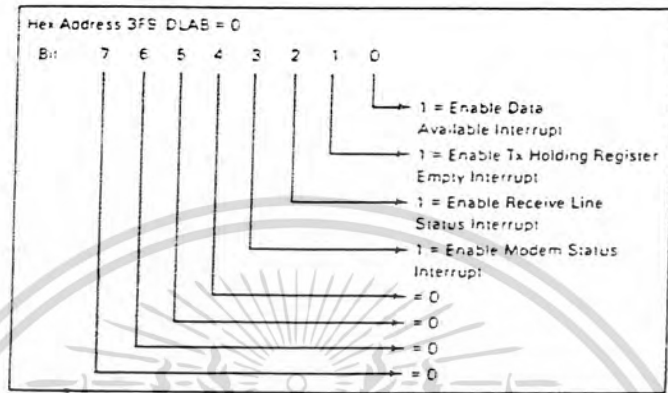 Hex Address 3F9 DLAB = 0
Bit 7 6 5 4 3 2 1 0
1 = Enable Data
Available Interrupt
1 = Enable Tx Holding Register
Empty Interrupt
1 = Enable Receive Line
Status Interrupt
1 = Enable Modem Status
Interrupt
= 0
= 0
= 0
= 0